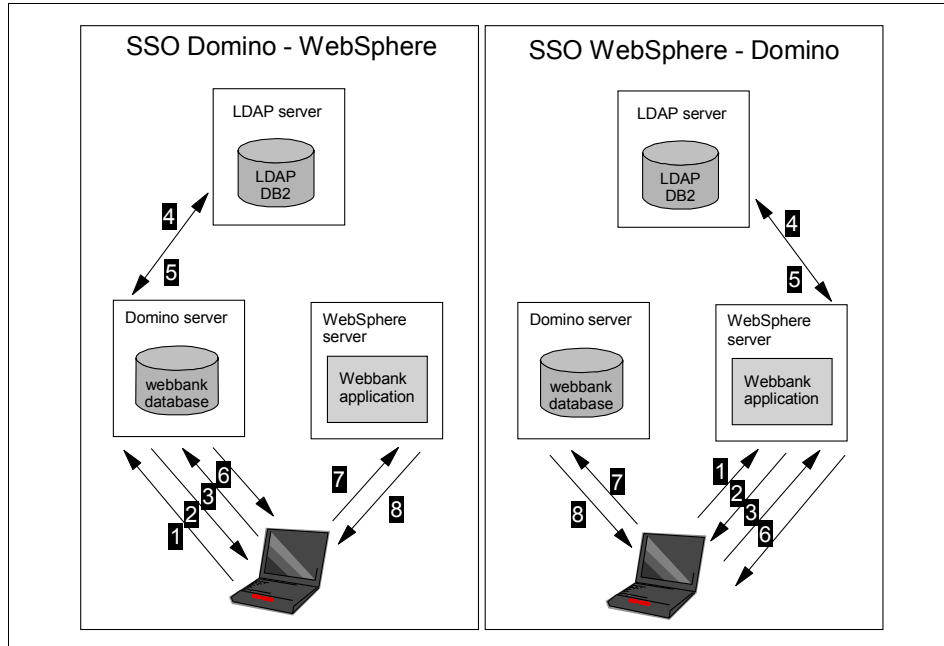 SSO Domino - WebSphere
LDAP server
LDAP
DB2
4
5
Domino server
webbank
database
WebSphere
server
Webbank
application
6
3
2
1
7
8
SSO WebSphere - Domino
LDAP server
LDAP
DB2
4
5
Domino server
webbank
database
WebSphere
server
Webbank
application
7
8
1
2
3
6